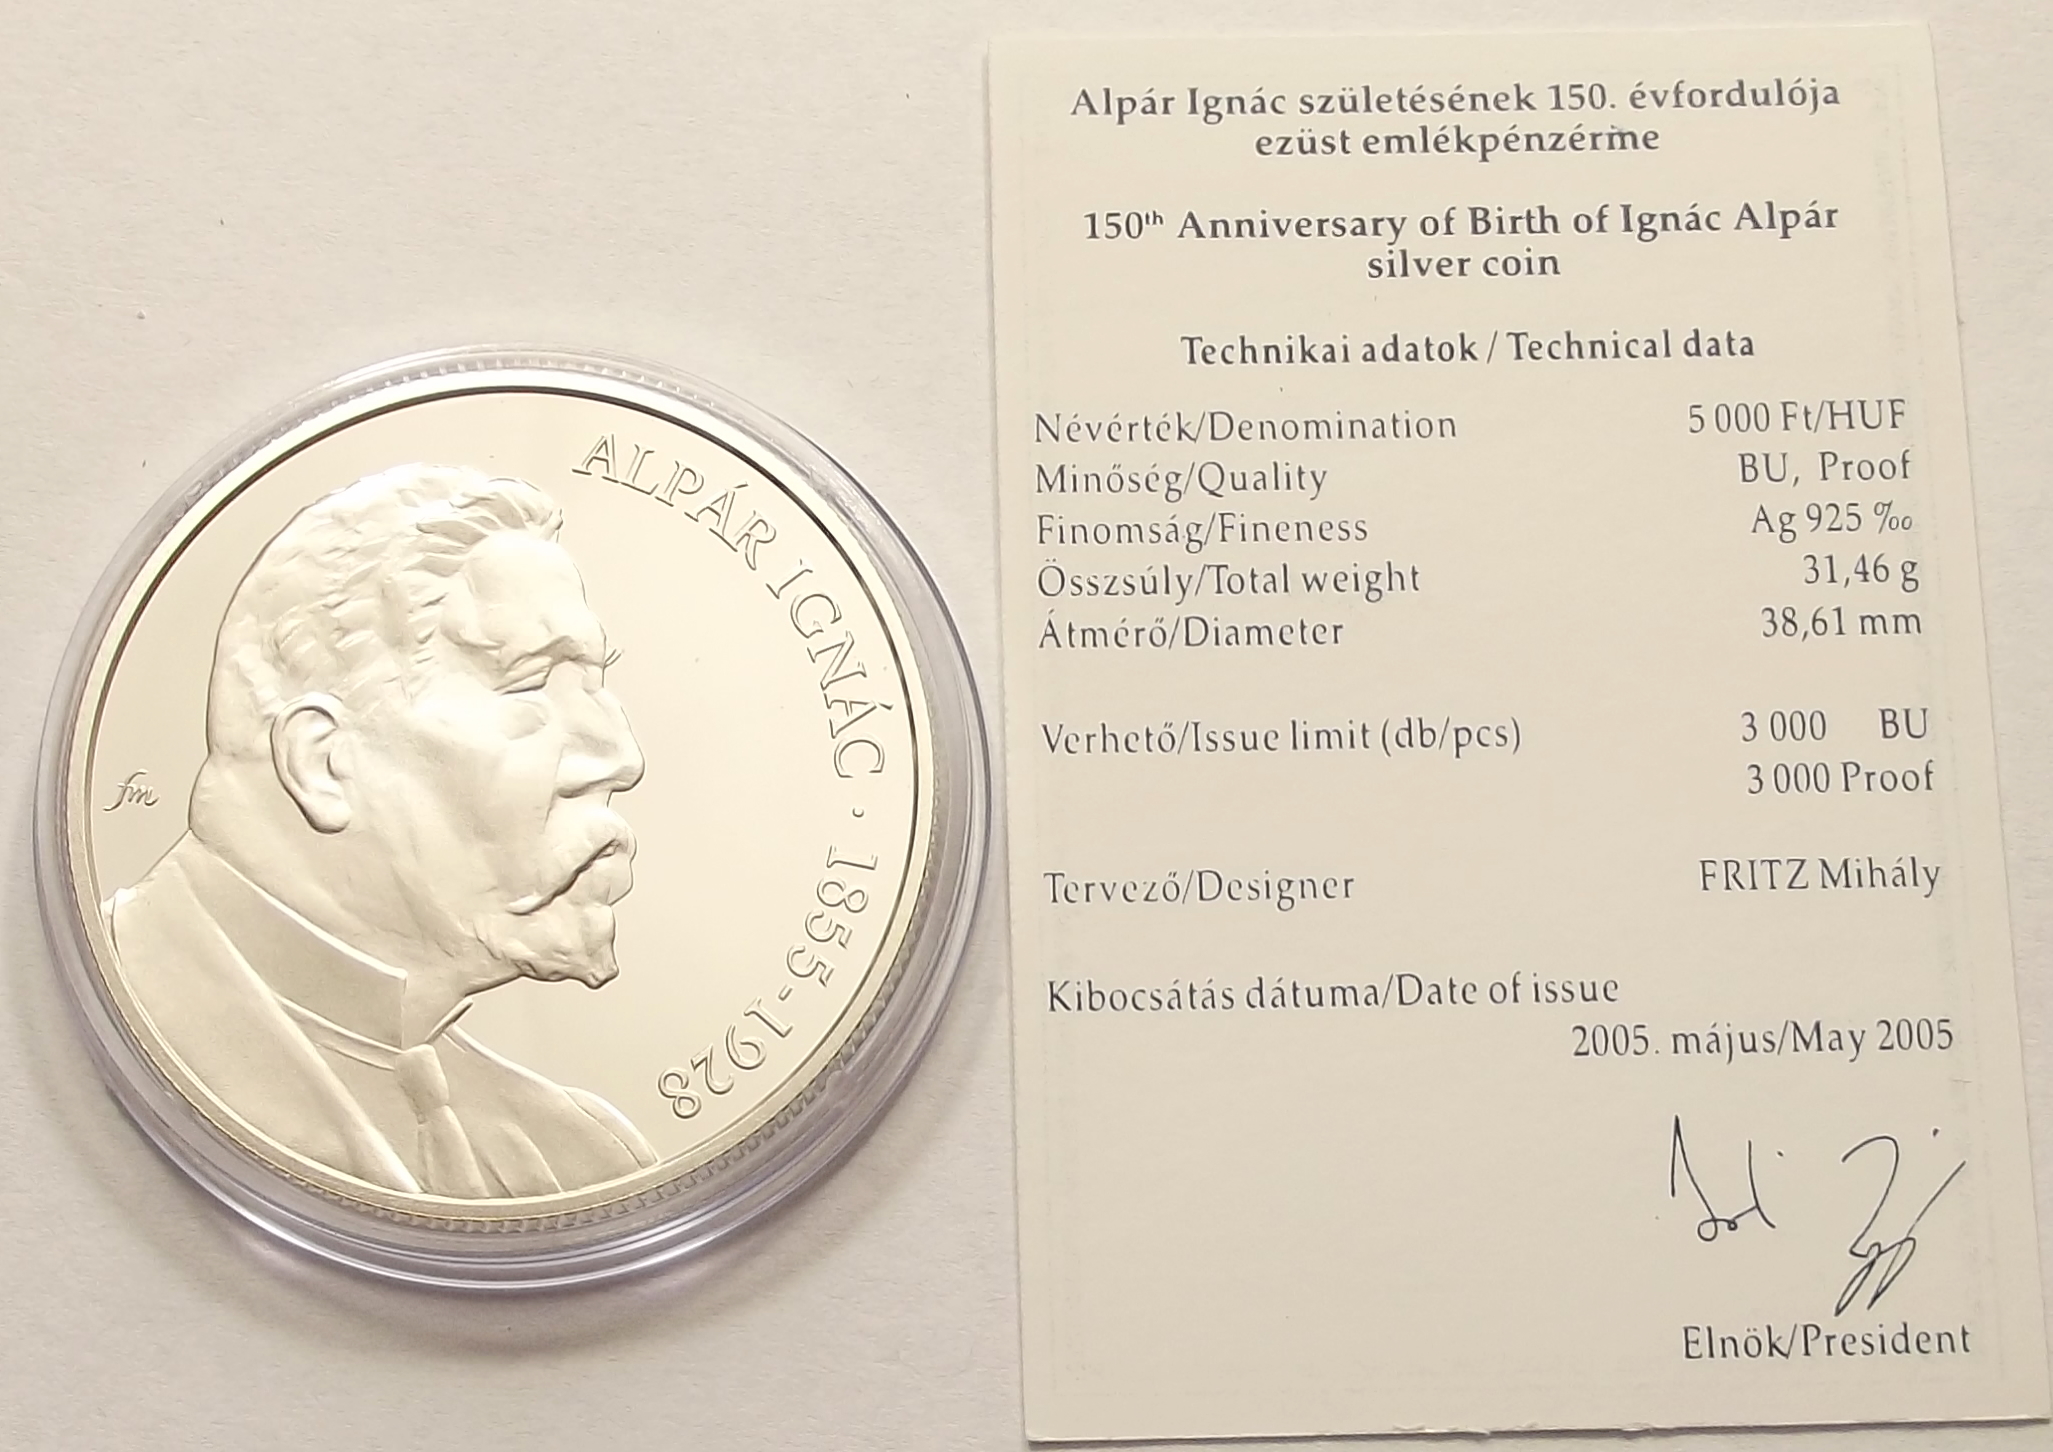 ALPÁR IGNÁC · 1855-1928
fm
Alpár Ignác születésének 150. évfordulója
ezüst emlékpénzérme
150th Anniversary of Birth of Ignác Alpár
silver coin
Technikai adatok / Technical data
Névérték/Denomination 5 000 Ft/HUF
Minőség/Quality BU, Proof
Finomság/Fineness Ag 925 ‰
Összsúly/Total weight 31,46 g
Átmérő/Diameter 38,61 mm
Verhető/Issue limit (db/pcs) 3 000 BU
3 000 Proof
Tervező/Designer FRITZ Mihály
Kibocsátás dátuma/Date of issue
2005. május/May 2005
Elnök/President